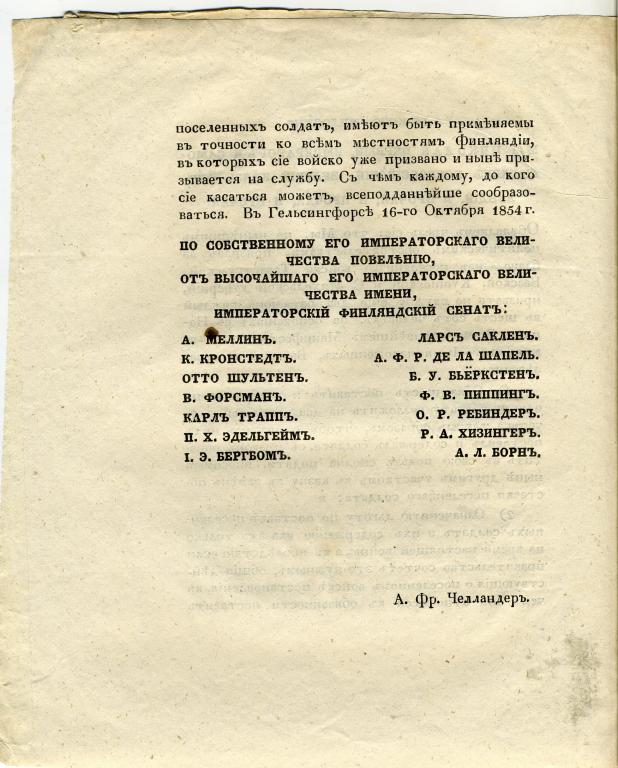 поселенныхъ солдатъ, имѣютъ быть примѣняемы
въ точности ко всѣмъ мѣстностямъ Финляндіи,
въ которыхъ сіе войско уже призвано и нынѣ при-
зывается на службу. Съ чѣмъ каждому, до кого
сіе касаться можетъ, всеподданнѣйше сообразо-
ваться. Въ Гельсингфорсѣ 16-го Октября 1854 г.
ПО СОБСТВЕННОМУ ЕГО ИМПЕРАТОРСКАГО ВЕЛИ-
ЧЕСТВА ПОВЕЛѢНІЮ,
ОТЪ ВЫСОЧАЙШАГО ЕГО ИМПЕРАТОРСКАГО ВЕЛИ-
ЧЕСТВА ИМЕНИ,
ИМПЕРАТОРСКІЙ ФИНЛЯНДСКІЙ СЕНАТЪ:
А. МЕЛЛИНЪ. ЛАРСЪ САКЛЕНЪ.
К. КРОНСТЕДТЪ. А. Ф. Р. ДЕ ЛА ШАПЕЛЬ.
ОТТО ШУЛЬТЕНЪ. Б. У. БЬЁРКСТЕНЪ.
В. ФОРСМАНЪ. Ф. В. ПИППИНГЪ.
КАРЛЪ ТРАППЪ. О. Р. РЕБИНДЕРЪ.
П. Х. ЭДЕЛЬГЕЙМЪ. Р. А. ХИЗИНГЕРЪ.
І. Э. БЕРГБОМЪ. А. Л. БОРНЪ.
А. Фр. Челландеръ.